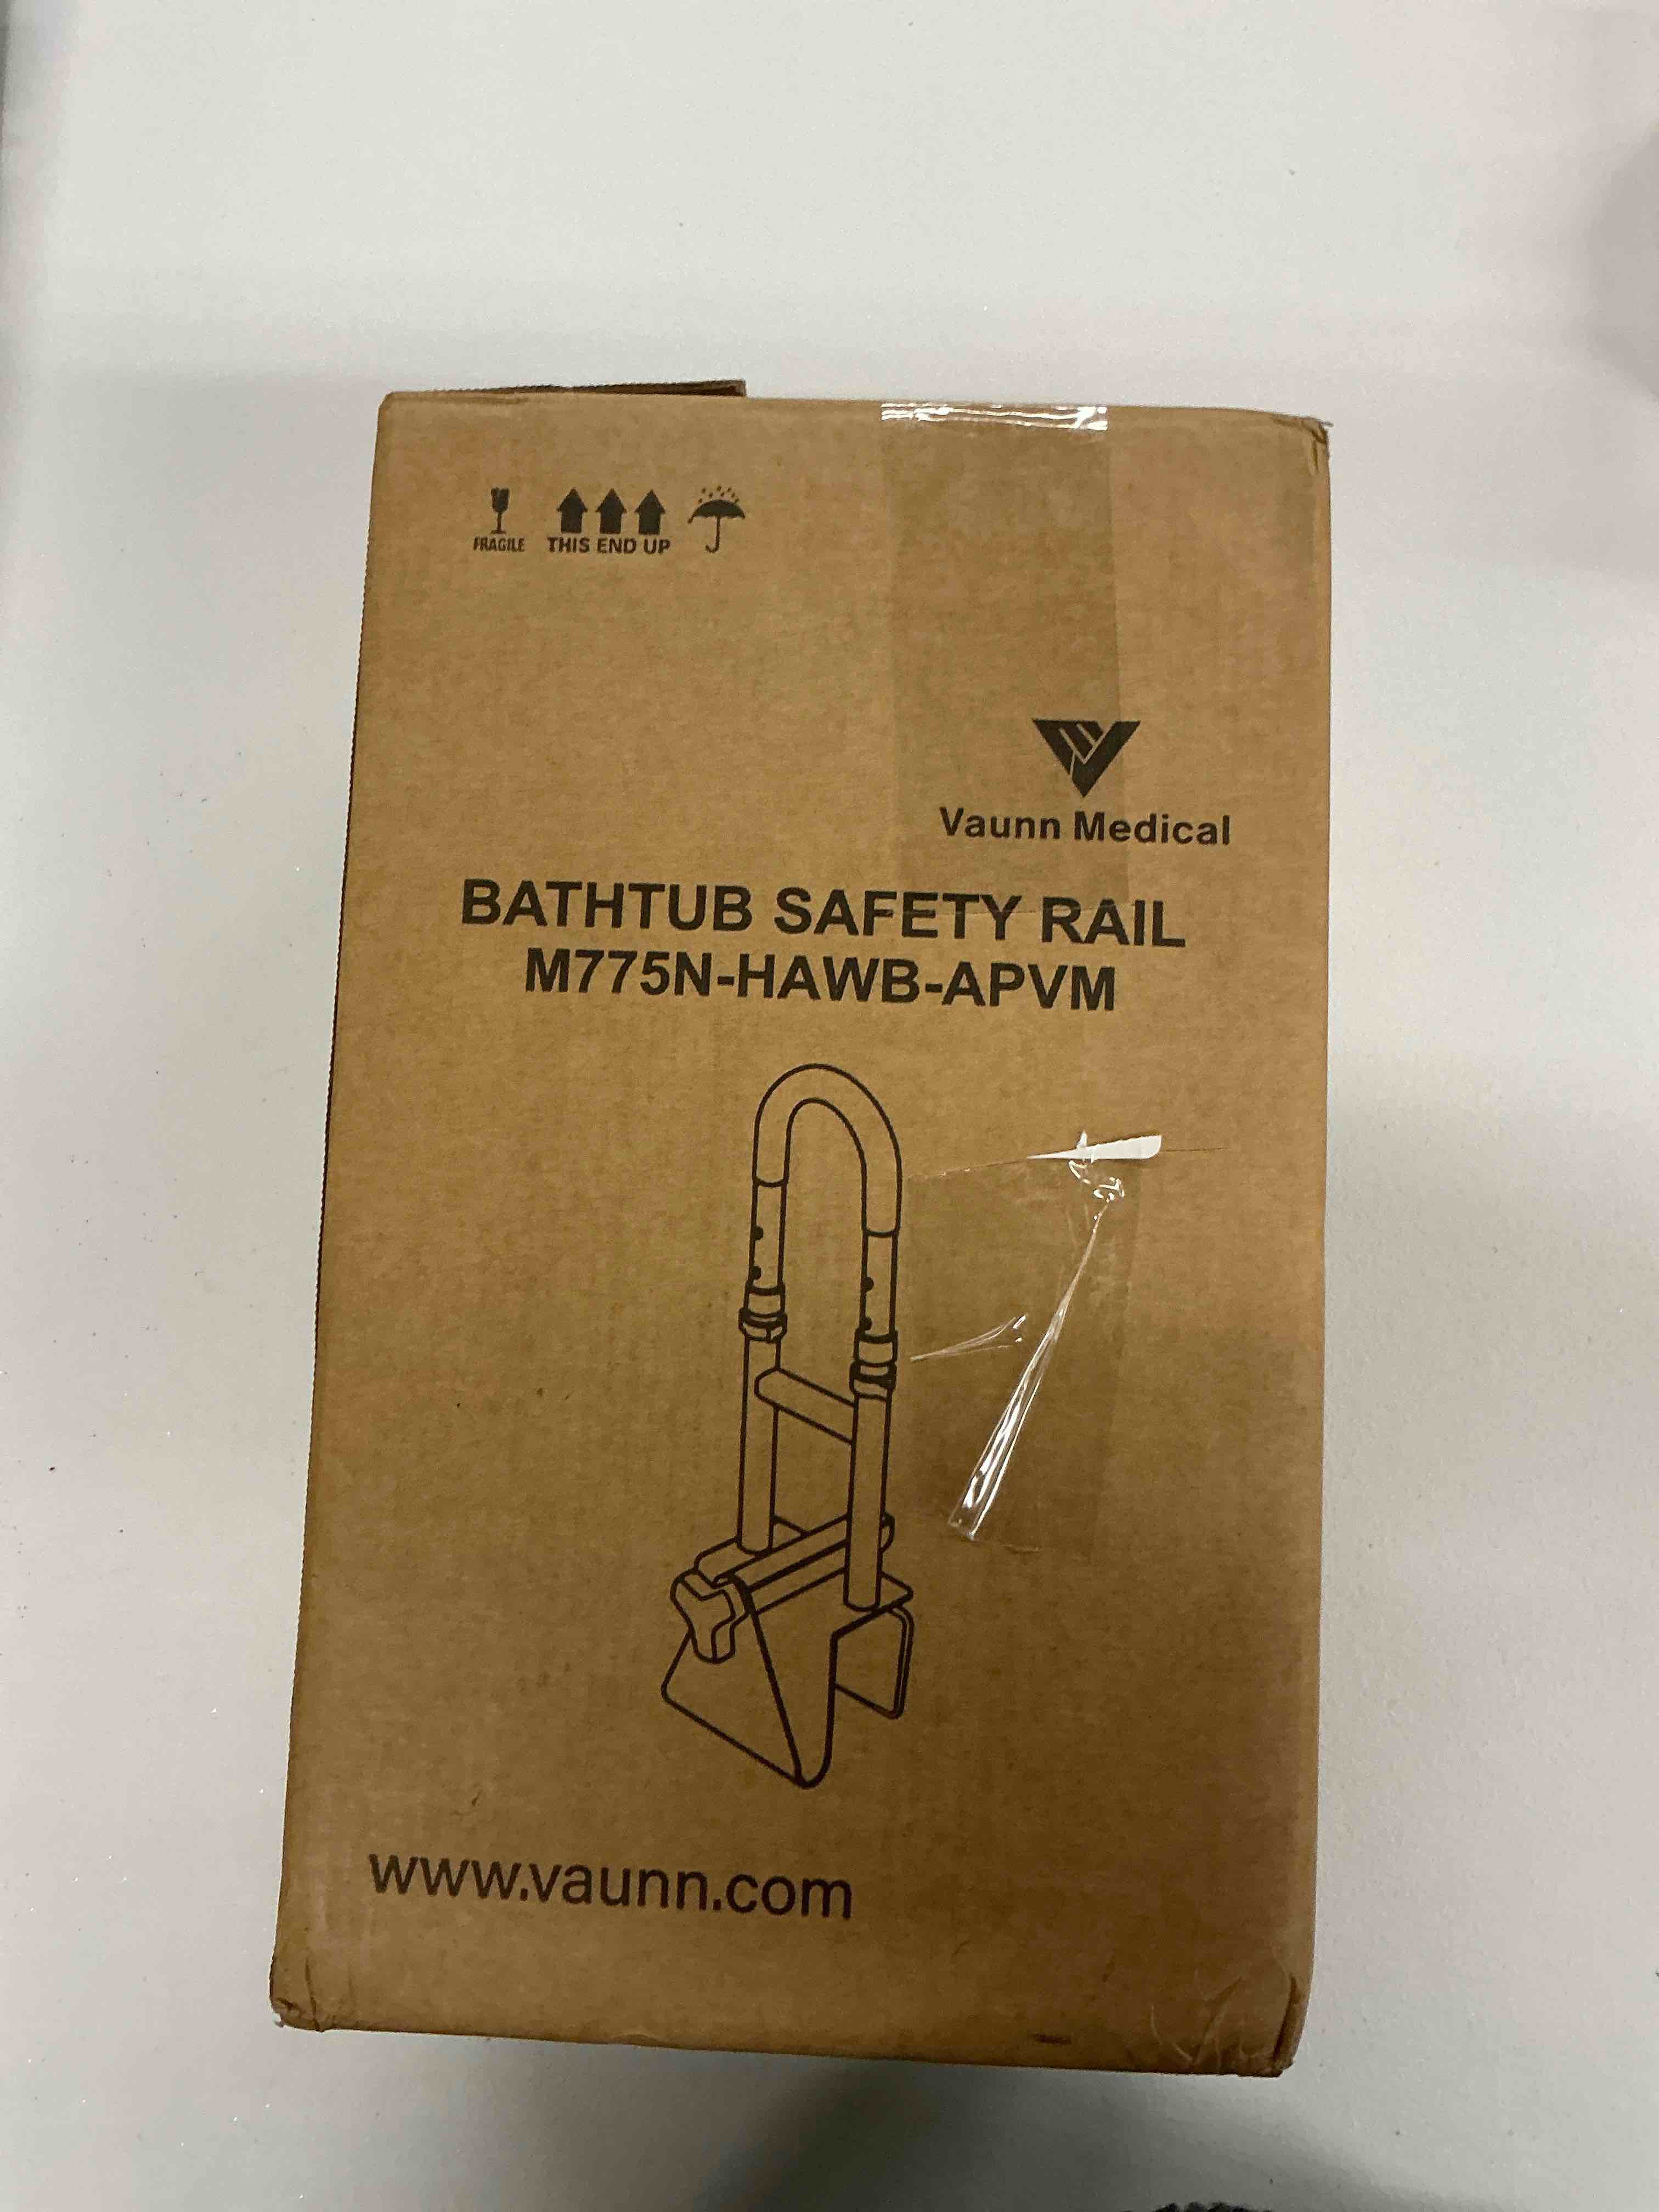 FRAGILE THIS END UP
Vaunn Medical
BATHTUB SAFETY RAIL
M775N-HAWB-APVM
www.vaunn.com